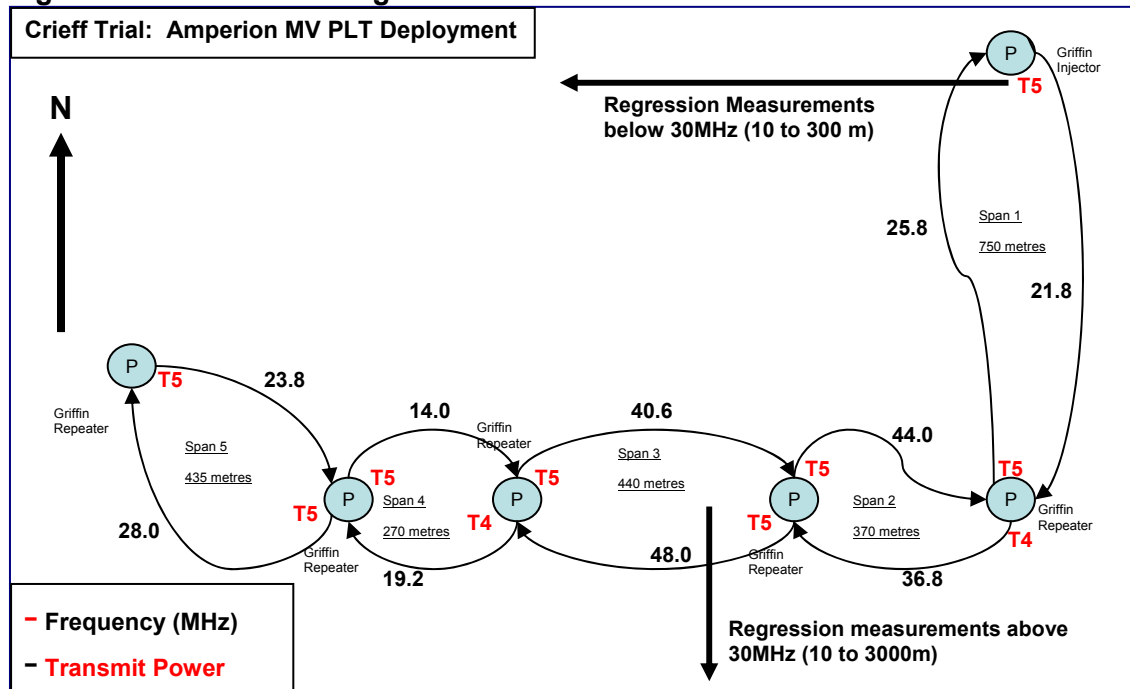 Crieff Trial: Amperion MV PLT Deployment
P
Griffin
Injector
T5
Regression Measurements
below 30MHz (10 to 300 m)
N
Span 1
750 metres
25.8
21.8
P
T5
23.8
Griffin
Repeater
Span 5
435 metres
28.0
14.0
Griffin
Repeater
40.6
44.0
T5
P
T5
Griffin
Repeater
Span 4
270 metres
19.2
T5
P
T4
Span 3
440 metres
48.0
T5
P
T5
Griffin
Repeater
Span 2
370 metres
36.8
T5
P
T4
Griffin
Repeater
- Frequency (MHz)
- Transmit Power
Regression measurements above
30MHz (10 to 3000m)